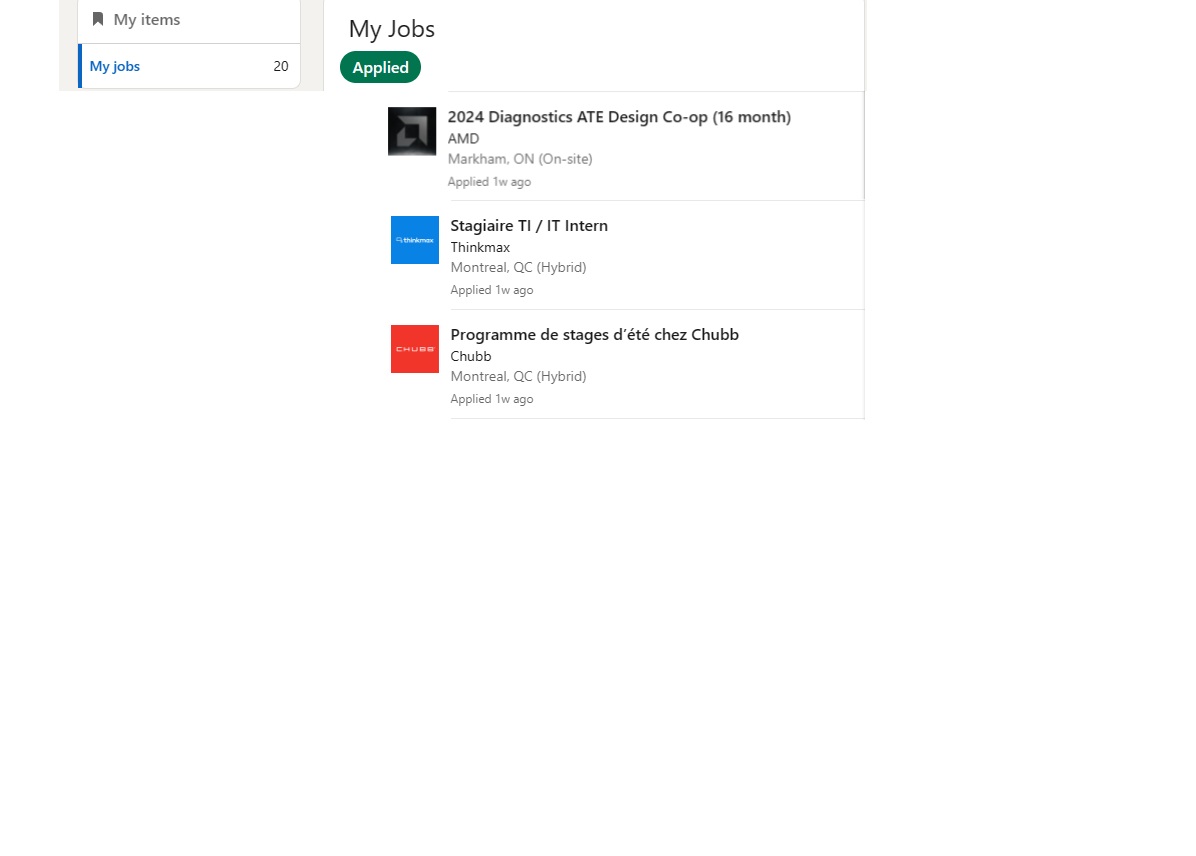 My items
My jobs 20
My Jobs
Applied
2024 Diagnostics ATE Design Co-op (16 month)
AMD
Markham, ON (On-site)
Applied 1w ago
thinkmax
Stagiaire TI / IT Intern
Thinkmax
Montreal, QC (Hybrid)
Applied 1w ago
CHUBB
Programme de stages d’été chez Chubb
Chubb
Montreal, QC (Hybrid)
Applied 1w ago